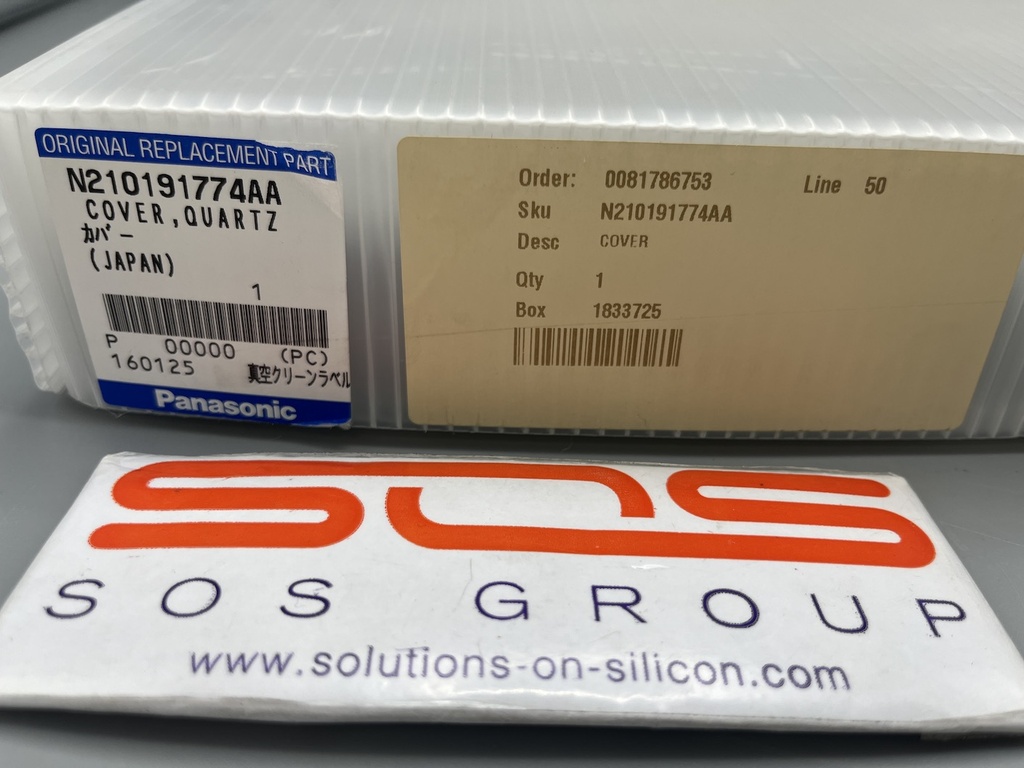 ORIGINAL REPLACEMENT PART
N210191774AA
COVER,QUARTZ
カバー
(JAPAN)
1
P 00000 (PC)
160125 真空クリーンラベル
Panasonic
Order: 0081786753 Line 50
Sku N210191774AA
Desc COVER
Qty 1
Box 1833725
SOS
SOS GROUP
www.solutions-on-silicon.com